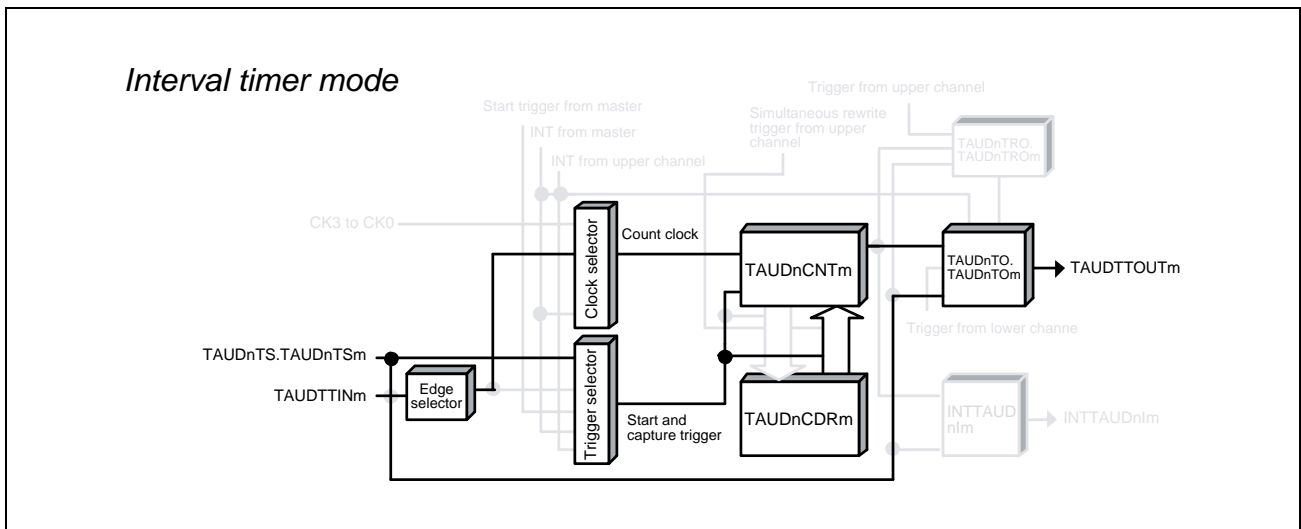 Interval timer mode
Trigger from upper channel
Start trigger from master
Simultaneous rewrite
trigger from upper
channel
INT from master
INT from upper channel
TAUDnTRO.
TAUDnTROm
CK3 to CK0
Clock selector
Count clock
TAUDnCNTm
TAUDnTO.
TAUDnTOm
TAUDTTOUTm
Trigger from lower channe
TAUDnTS.TAUDnTSm
TAUDTTINm
Edge
selector
Trigger selector
Start and
capture trigger
TAUDnCDRm
INTTAUD
nIm
INTTAUDnIm